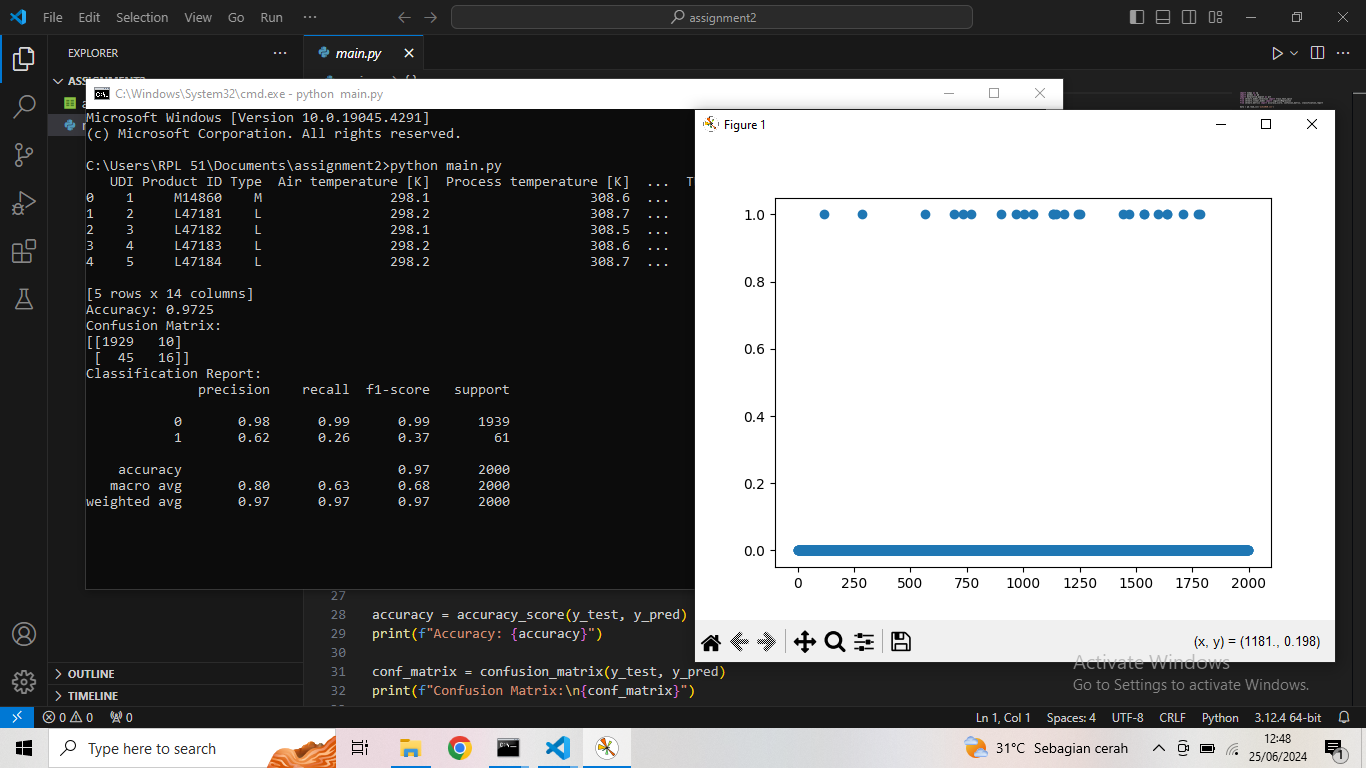 File Edit Selection View Go Run ···
assignment2
EXPLORER
main.py
C:\Windows\System32\cmd.exe - python  main.py
Microsoft Windows [Version 10.0.19045.4291]
(c) Microsoft Corporation. All rights reserved.
C:\Users\RPL 51\Documents\assignment2>python main.py
   UDI Product ID Type  Air temperature [K]  Process temperature [K]  ...  T
0    1     M14860    M                298.1                    308.6  ...
1    2     L47181    L                298.2                    308.7  ...
2    3     L47182    L                298.1                    308.5  ...
3    4     L47183    L                298.2                    308.6  ...
4    5     L47184    L                298.2                    308.7  ...
[5 rows x 14 columns]
Accuracy: 0.9725
Confusion Matrix:
[[1929   10]
 [  45   16]]
Classification Report:
              precision    recall  f1-score   support
           0       0.98      0.99      0.99      1939
           1       0.62      0.26      0.37        61
    accuracy                           0.97      2000
   macro avg       0.80      0.63      0.68      2000
weighted avg       0.97      0.97      0.97      2000
Figure 1
1.0
0.8
0.6
0.4
0.2
0.0
0 250 500 750 1000 1250 1500 1750 2000
(x, y) = (1181., 0.198)
27
28 accuracy = accuracy_score(y_test, y_pred)
29 print(f"Accuracy: {accuracy}")
30
31 conf_matrix = confusion_matrix(y_test, y_pred)
32 print(f"Confusion Matrix:\n{conf_matrix}")
Activate Windows
Go to Settings to activate Windows.
OUTLINE
TIMELINE
0 0 0 Ln 1, Col 1 Spaces: 4 UTF-8 CRLF Python 3.12.4 64-bit
Type here to search
31°C Sebagian cerah
12:48
25/06/2024
1